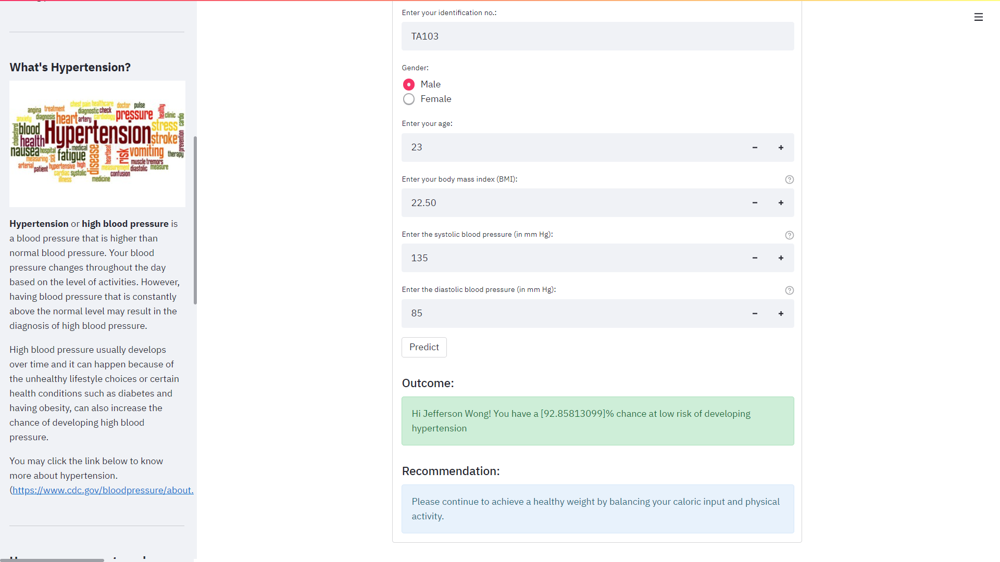 What's Hypertension?
chest pain healthcare doctor pulse
angina treatment diagnostic check pressure healthy clinic cardio
anxiety diagnosis heart artery cardiology stress
cholesterol blood Hypertension stroke prevention
health nausea hospital medical fatigue disease heartbeat risk vomiting therapy
measuring sick muscle tremors
arterial patient hypertensive high measurement diastolic measure
cardiac systolic confusion
illness medicine
Hypertension or high blood pressure is
a blood pressure that is higher than
normal blood pressure. Your blood
pressure changes throughout the day
based on the level of activities. However,
having blood pressure that is constantly
above the normal level may result in the
diagnosis of high blood pressure.
High blood pressure usually develops
over time and it can happen because of
the unhealthy lifestyle choices or certain
health conditions such as diabetes and
having obesity, can also increase the
chance of developing high blood
pressure.
You may click the link below to know
more about hypertension.
(https://www.cdc.gov/bloodpressure/about.
Enter your identification no.:
TA103
Gender:
Male
Female
Enter your age:
23
Enter your body mass index (BMI):
22.50
Enter the systolic blood pressure (in mm Hg):
135
Enter the diastolic blood pressure (in mm Hg):
85
Predict
Outcome:
Hi Jefferson Wong! You have a [92.85813099]% chance at low risk of developing
hypertension
Recommendation:
Please continue to achieve a healthy weight by balancing your caloric input and physical
activity.